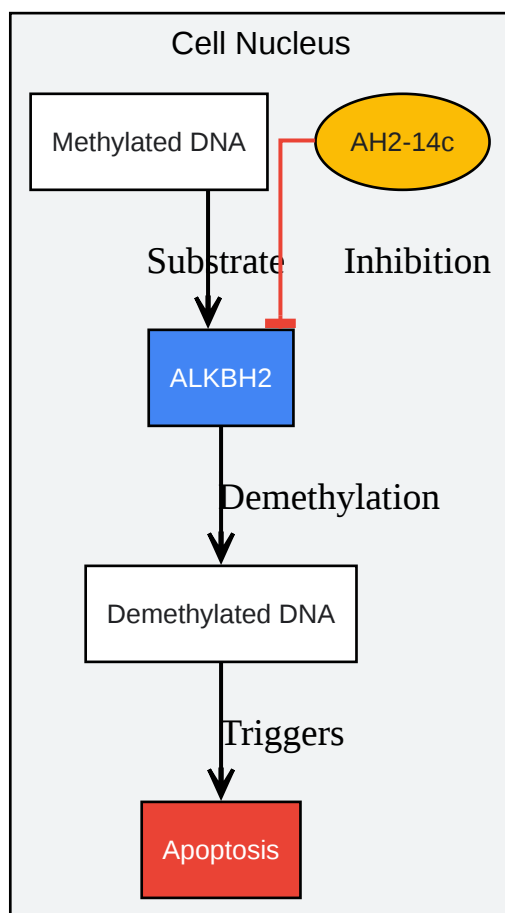 Cell Nucleus
Methylated DNA
AH2-14c
Substrate
Inhibition
ALKBH2
Demethylation
Demethylated DNA
Triggers
Apoptosis